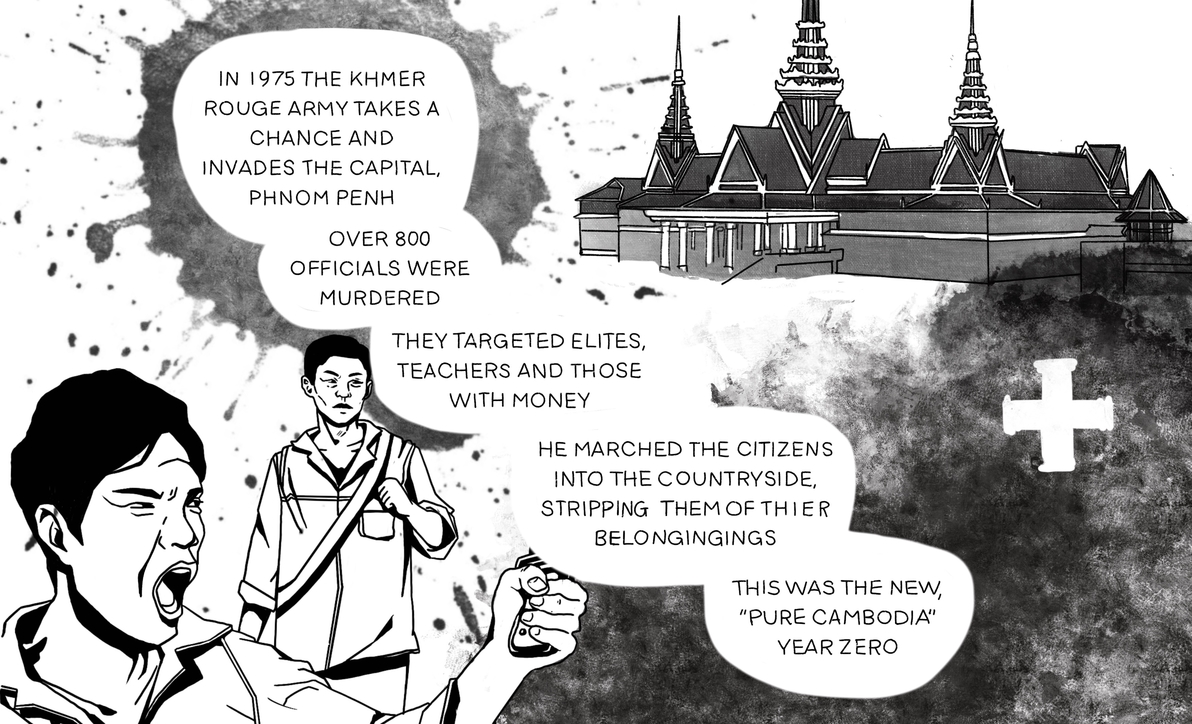 IN 1975 THE KHMER
ROUGE ARMY TAKES A
CHANCE AND
INVADES THE CAPITAL,
PHNOM PENH
OVER 800
OFFICIALS WERE
MURDERED
THEY TARGETED ELITES,
TEACHERS AND THOSE
WITH MONEY
HE MARCHED THE CITIZENS
INTO THE COUNTRYSIDE,
STRIPPING THEM OF THIER
BELONGINGINGS
THIS WAS THE NEW,
"PURE CAMBODIA"
YEAR ZERO